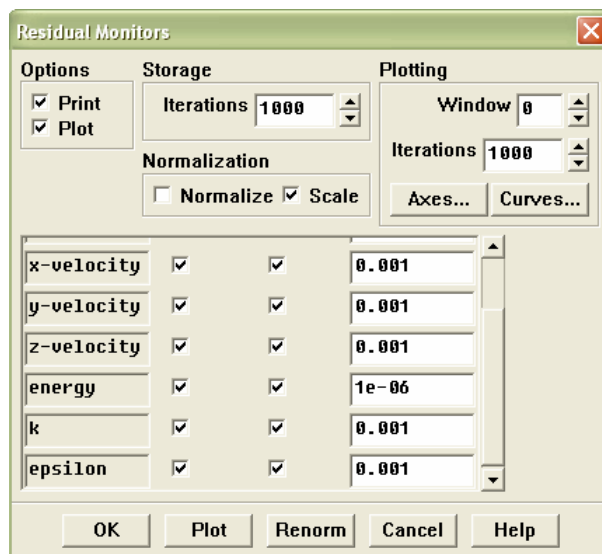 Residual Monitors
Options
Print
Plot
Storage
Iterations 1000
Normalization
Normalize Scale
Plotting
Window 0
Iterations 1000
Axes... Curves...
x-velocity 0.001
y-velocity 0.001
z-velocity 0.001
energy 1e-06
k 0.001
epsilon 0.001
OK Plot Renorm Cancel Help